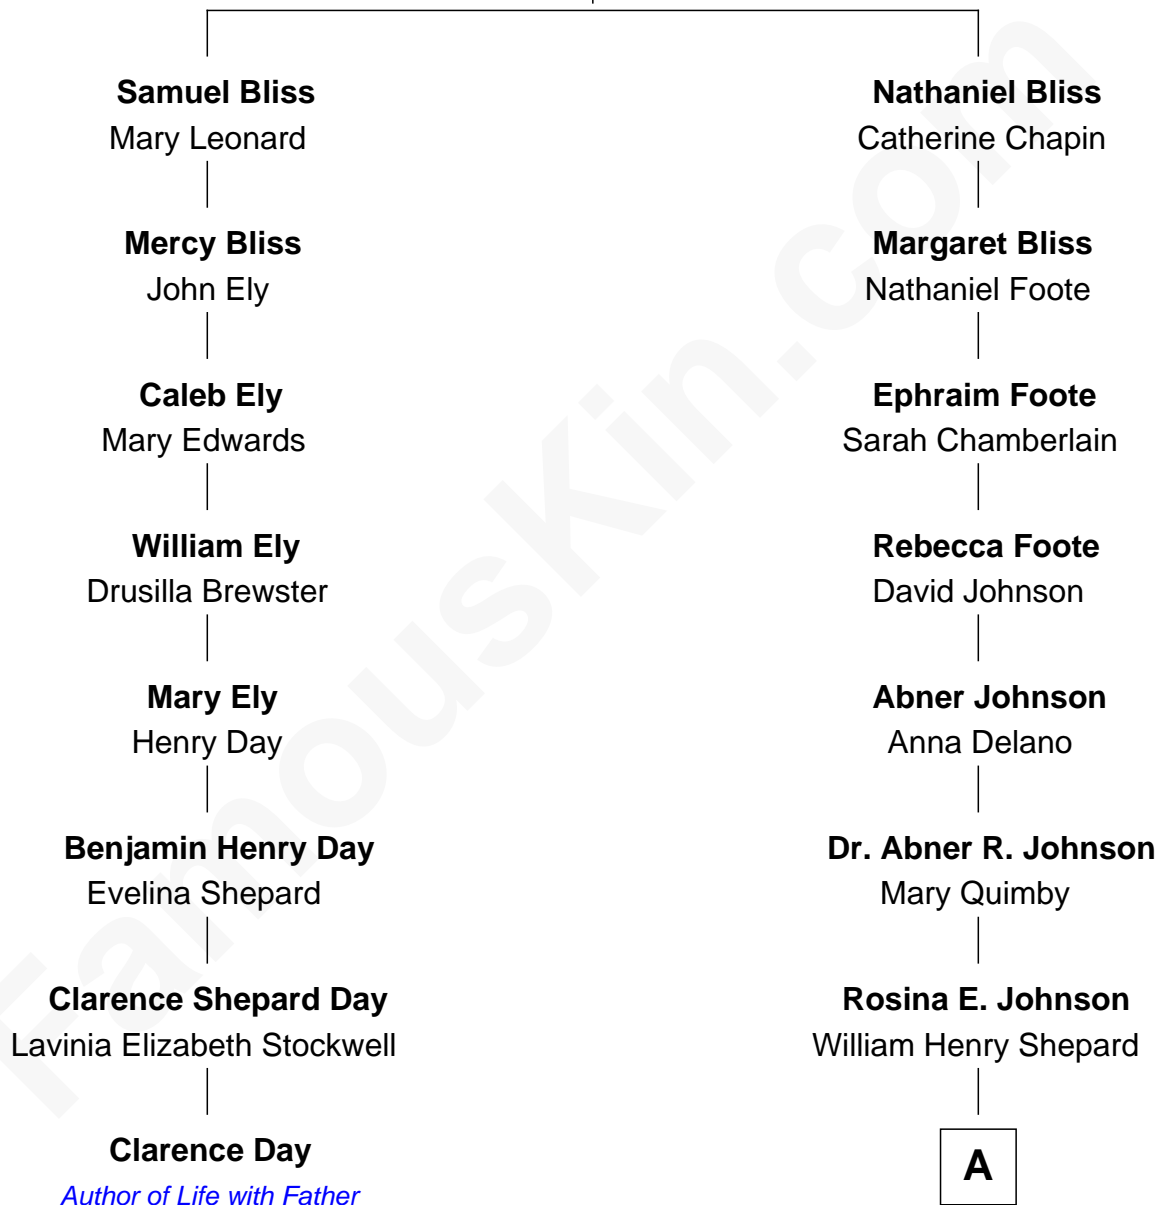 Samuel Bliss
Mary Leonard
Nathaniel Bliss
Catherine Chapin
Mercy Bliss
John Ely
Margaret Bliss
Nathaniel Foote
Caleb Ely
Mary Edwards
Ephraim Foote
Sarah Chamberlain
William Ely
Drusilla Brewster
Rebecca Foote
David Johnson
Mary Ely
Henry Day
Abner Johnson
Anna Delano
Benjamin Henry Day
Evelina Shepard
Dr. Abner R. Johnson
Mary Quimby
Clarence Shepard Day
Lavinia Elizabeth Stockwell
Rosina E. Johnson
William Henry Shepard
Clarence Day
Author of Life with Father
A
FamousKin.com